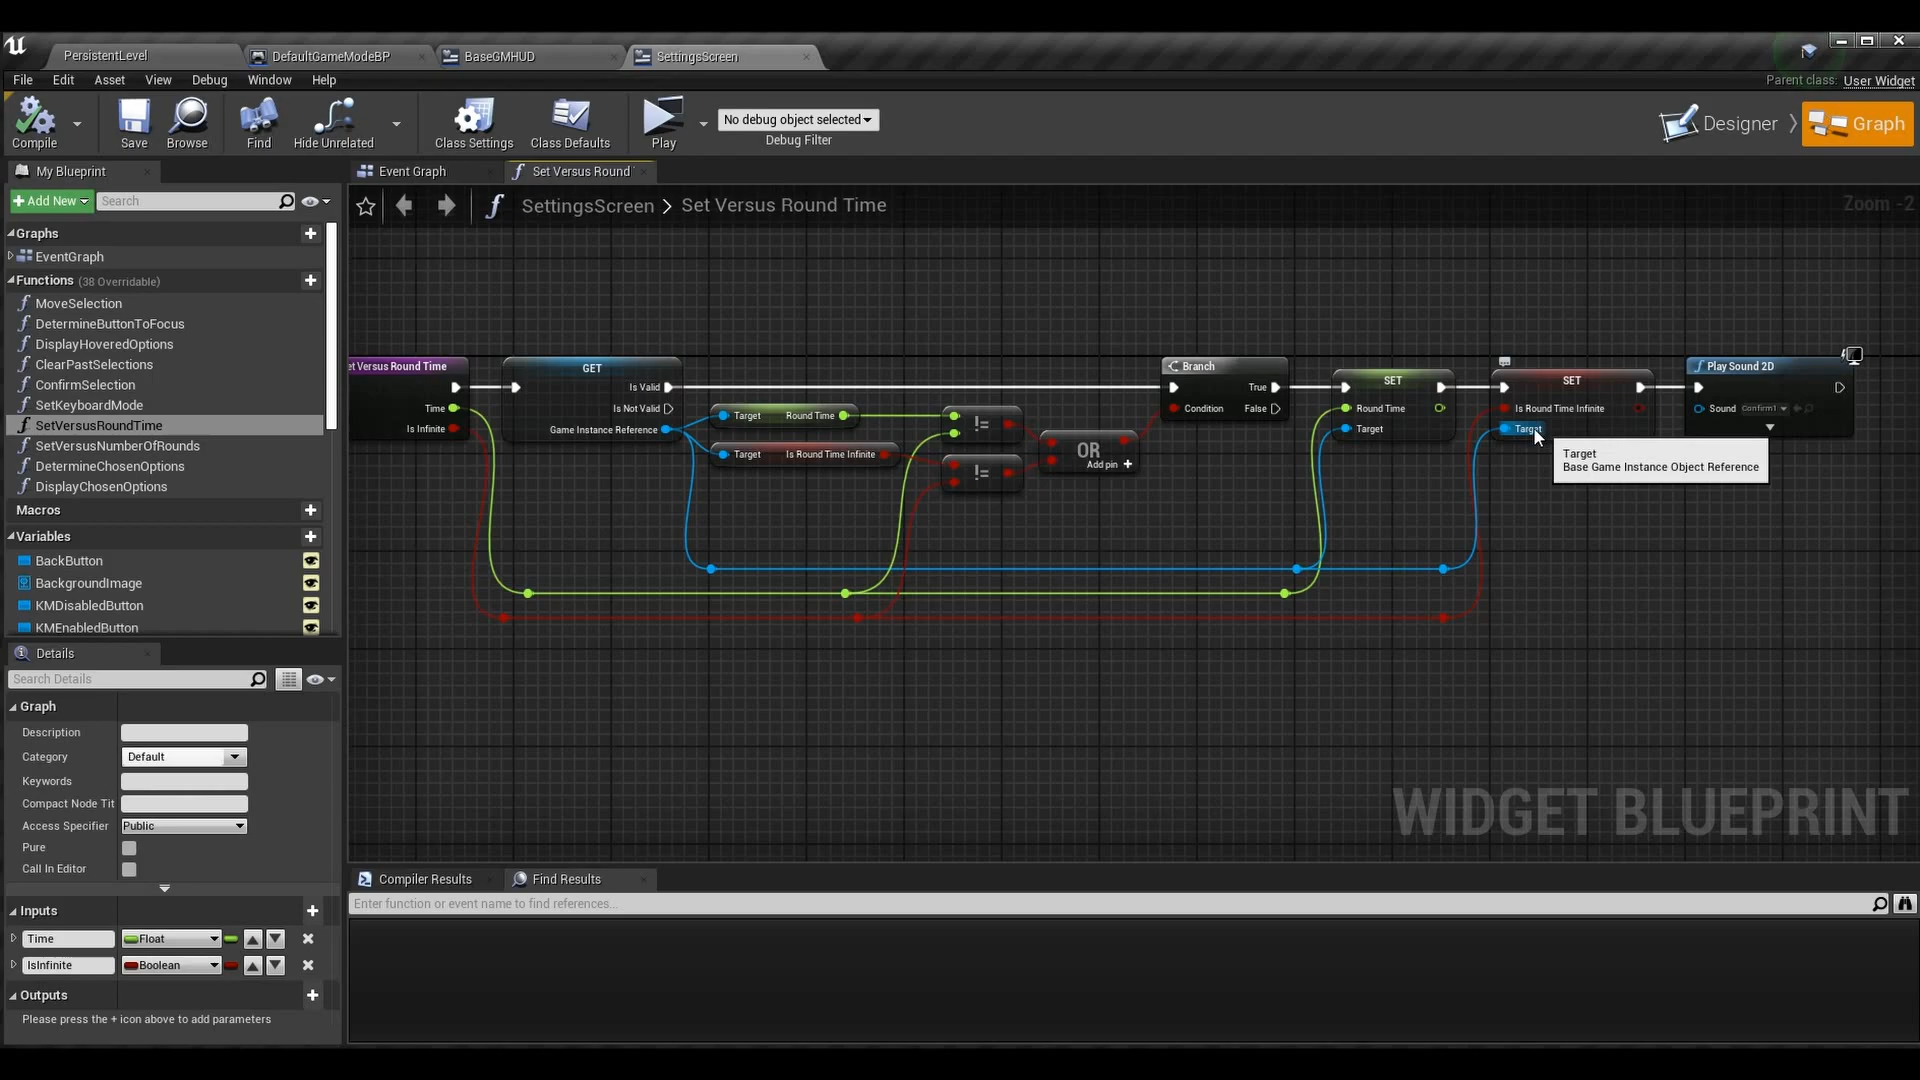 PersistentLevel
DefaultGameModeBP
BaseGMHUD
SettingsScreen
File Edit Asset View Debug Window Help
Parent class: User Widget
Compile
Save
Browse
Find
Hide Unrelated
Class Settings
Class Defaults
Play
No debug object selected
Debug Filter
Designer
Graph
My Blueprint
Event Graph
Set Versus Round
Add New
Search
SettingsScreen > Set Versus Round Time
Zoom -2
Graphs
EventGraph
Functions (38 Overridable)
MoveSelection
DetermineButtonToFocus
DisplayHoveredOptions
ClearPastSelections
ConfirmSelection
SetKeyboardMode
SetVersusRoundTime
SetVersusNumberOfRounds
DetermineChosenOptions
DisplayChosenOptions
Macros
Variables
BackButton
BackgroundImage
KMDisabledButton
KMEnabledButton
et Versus Round Time
Time
Is Infinite
GET
Is Valid
Is Not Valid
Game Instance Reference
Target Round Time
Target Is Round Time Infinite
!=
!=
OR
Add pin +
Branch
True
Condition False
SET
Round Time
Target
SET
Is Round Time Infinite
Target
Play Sound 2D
Sound Confirm1
Target
Base Game Instance Object Reference
WIDGET BLUEPRINT
Details
Search Details
Graph
Description
Category Default
Keywords
Compact Node Tit
Access Specifier Public
Pure
Call In Editor
Inputs
Time Float
IsInfinite Boolean
Outputs
Please press the + icon above to add parameters
Compiler Results
Find Results
Enter function or event name to find references...